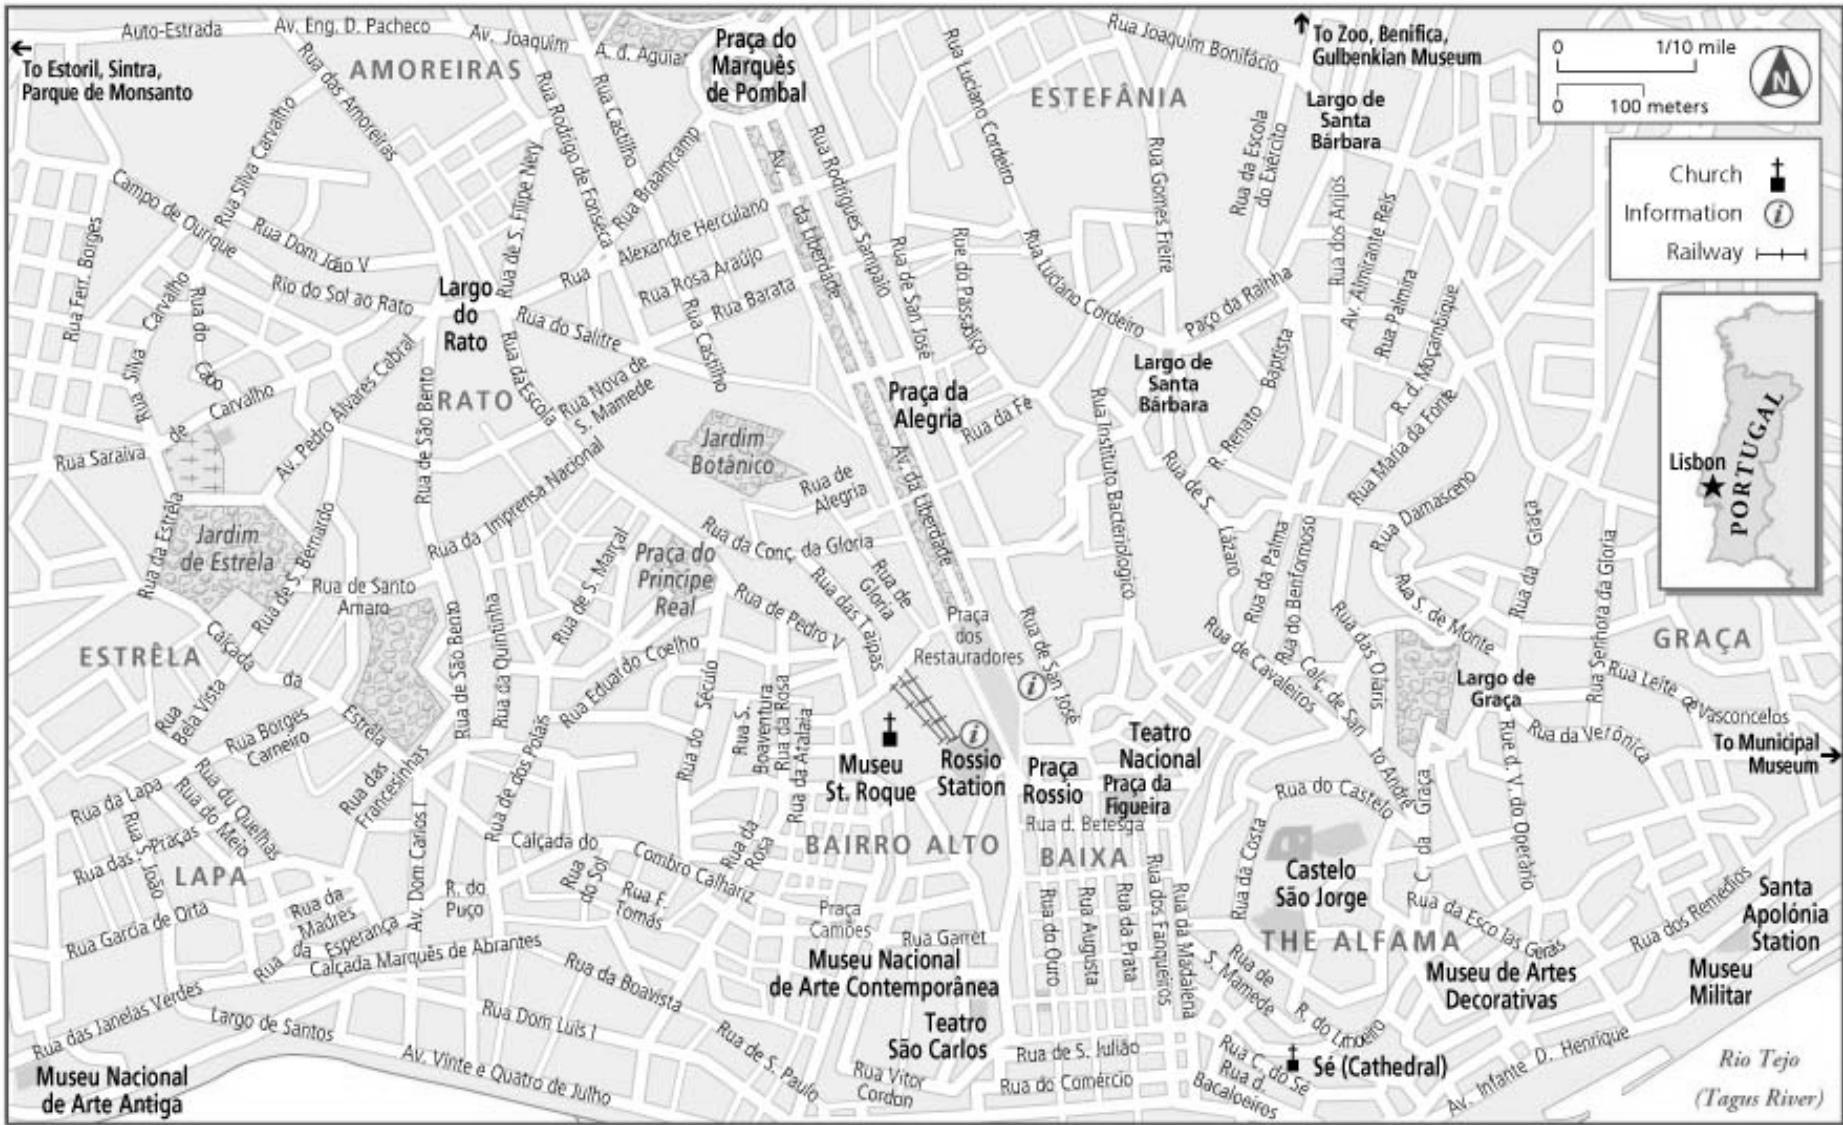 Auto-Estrada
Av. Eng. D. Pacheco
Av. Joaquim
A. d. Aguiar
To Estoril, Sintra,
Parque de Monsanto
AMOREIRAS
Rua das Amoreiras
Praça do
Marquês
de Pombal
Rua Joaquim Bonifácio
To Zoo, Benifica,
Gulbenkian Museum
ESTEFÂNIA
Largo de
Santa
Bárbara
0 1/10 mile
0 100 meters
N
Church
Information
Railway
Rua Silva Carvalho
Rua Rodrigo de Fonseca
Rua Castilho
Rua Braamcamp
Av.
da Liberdade
Rua Rodrigues Sampaio
Rua Luciano Cordeiro
Rua Gomes Freire
Rua da Escola
do Exército
Rua dos Anjos
Av. Almirante Reis
Campo de Ourique
Rua Dom João V
Rua de S. Filipe Nery
Rua
Alexandre Herculano
Rua Ferr. Borges
Rio do Sol ao Rato
Largo
do
Rato
Rua Rosa Araújo
Rua Barata
Rua Castilho
Rua de San José
Rue do Passadiço
Rua Luciano Cordeiro
Paço da Rainha
Rua Palmira
R. d. Moçambique
Rua Silva
Carvalho
Rua do
Cabo
Carvalho
de
Rua do Salitre
Rua da Escola
Rua Nova de
S. Mamede
RATO
Rua de São Bento
Av. Pedro Alvares Cabral
Rua Saraiva
Praça da
Alegria
Rua da Fé
Largo de
Santa
Bárbara
R. Renato
Baptista
Rua Instituto Bacteriologico
Rua Maria da Fonte
Lisbon
PORTUGAL
Jardim
Botânico
Rua de
Alegria
Av. da Liberdade
Rua de S.
Lázaro
Rua Damasceno
Rua da Estrêla
Jardim
de Estrêla
Rua de S. Bernardo
Rua da Imprensa Nacional
Rua da Conç. da Gloria
Rua de
Gloria
Rua de S. Marçal
Praça do
Principe
Real
Rua das Taipas
Rua de Pedro V
Rua da Palma
Rua do Benformoso
Rua S. de Monte
Rua da Graça
Rua Senhora da Gloria
GRAÇA
Rua de Santo
Amaro
ESTRÊLA
Calçada
da
Estrêla
Rua de São Benz
Rua da Quintinha
Rua Eduardo Coelho
Praça
dos
Restauradores
Rua de San José
Rua de Cavaleiros
Calç. de San
to André
Rua das Olaris
Largo de
Graça
Rua Leite de Vasconcelos
Rua
Bela Vista
Rua Borges
Carneiro
Rua do Século
Rua S.
Boaventura
Rua da Rosa
Rua da Atalaia
Rua da Verônica
To Municipal
Museum
Museu
St. Roque
Rossio
Station
Praça
Rossio
Teatro
Nacional
Praça da
Figueira
Rua d. Betesga
Rua da Lapa
Rua du Quelhas
Rua do Meio
Rua das
Francesinhas
Rua de dos Poiais
Rua do Castelo
C. da Graça
Rue d. V. do Operário
Rua das Praças
Rua S. João
LAPA
Av. Dom Carlos I
Calçada do
Combro Calhariz
Rua da
Rosa
BAIRRO ALTO
BAIXA
Rua da Costa
Castelo
São Jorge
Rua
do Sol
Rua F.
Tomás
R. do
Puço
Rua da
Madres
Rua Garcia de Orta
Rua
da Esperança
Praça
Camões
Rua Garret
Rua do Ouro
Rua Augusta
Rua da Prata
Rua dos Fanqueiros
Rua da Madalena
THE ALFAMA
Rua da Esco las Geras
Rua dos Remedios
Santa
Apolónia
Station
Calçada Marquês de Abrantes
Rua da Boavista
Museu Nacional
de Arte Contemporânea
Rua de
S. Mamede
Museu de Artes
Decorativas
Museu
Militar
Rua das Janelas Verdes
Largo de Santos
Rua Dom Luis I
Rua de S. Paulo
Teatro
São Carlos
Rua de S. Julião
R. do Limoeiro
Av. Infante D. Henrique
Museu Nacional
de Arte Antiga
Av. Vinte e Quatro de Julho
Rua Vitor
Cordon
Rua do Comércio
Rua C. do Sé
Rua d.
Bacaloeiros
Sé (Cathedral)
Rio Tejo
(Tagus River)